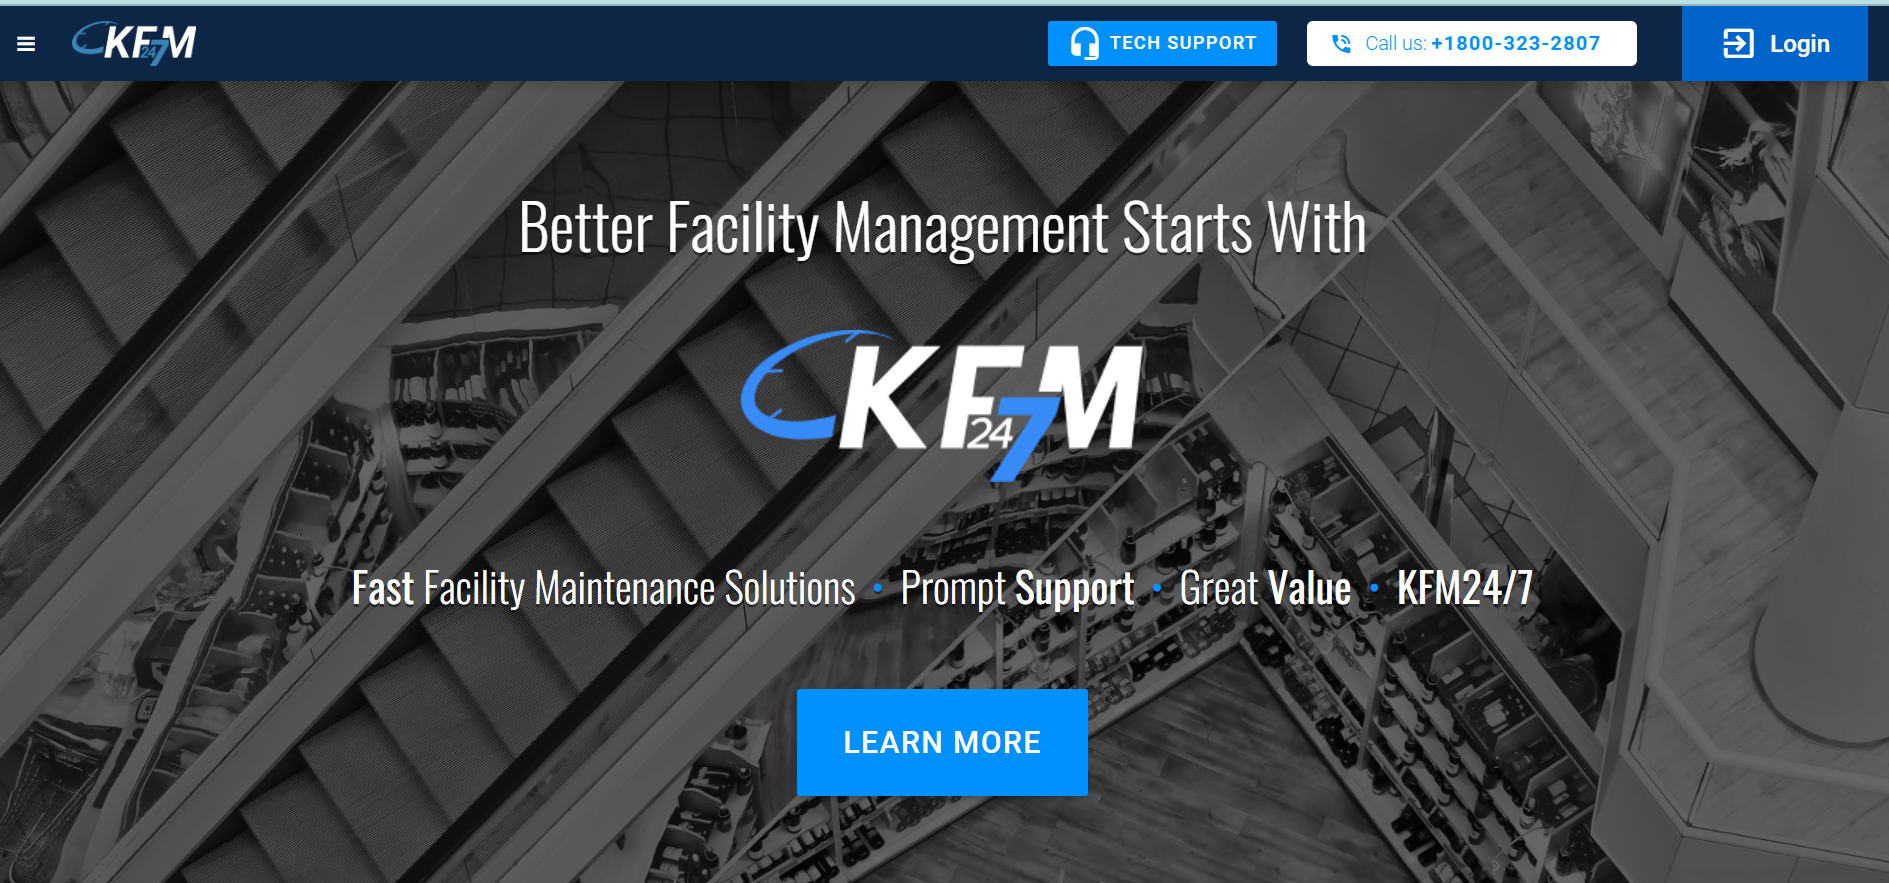 KFM 24 7
TECH SUPPORT
Call us: +1800-323-2807
Login
Better Facility Management Starts With
KFM 24 7
Fast Facility Maintenance Solutions • Prompt Support • Great Value • KFM24/7
LEARN MORE